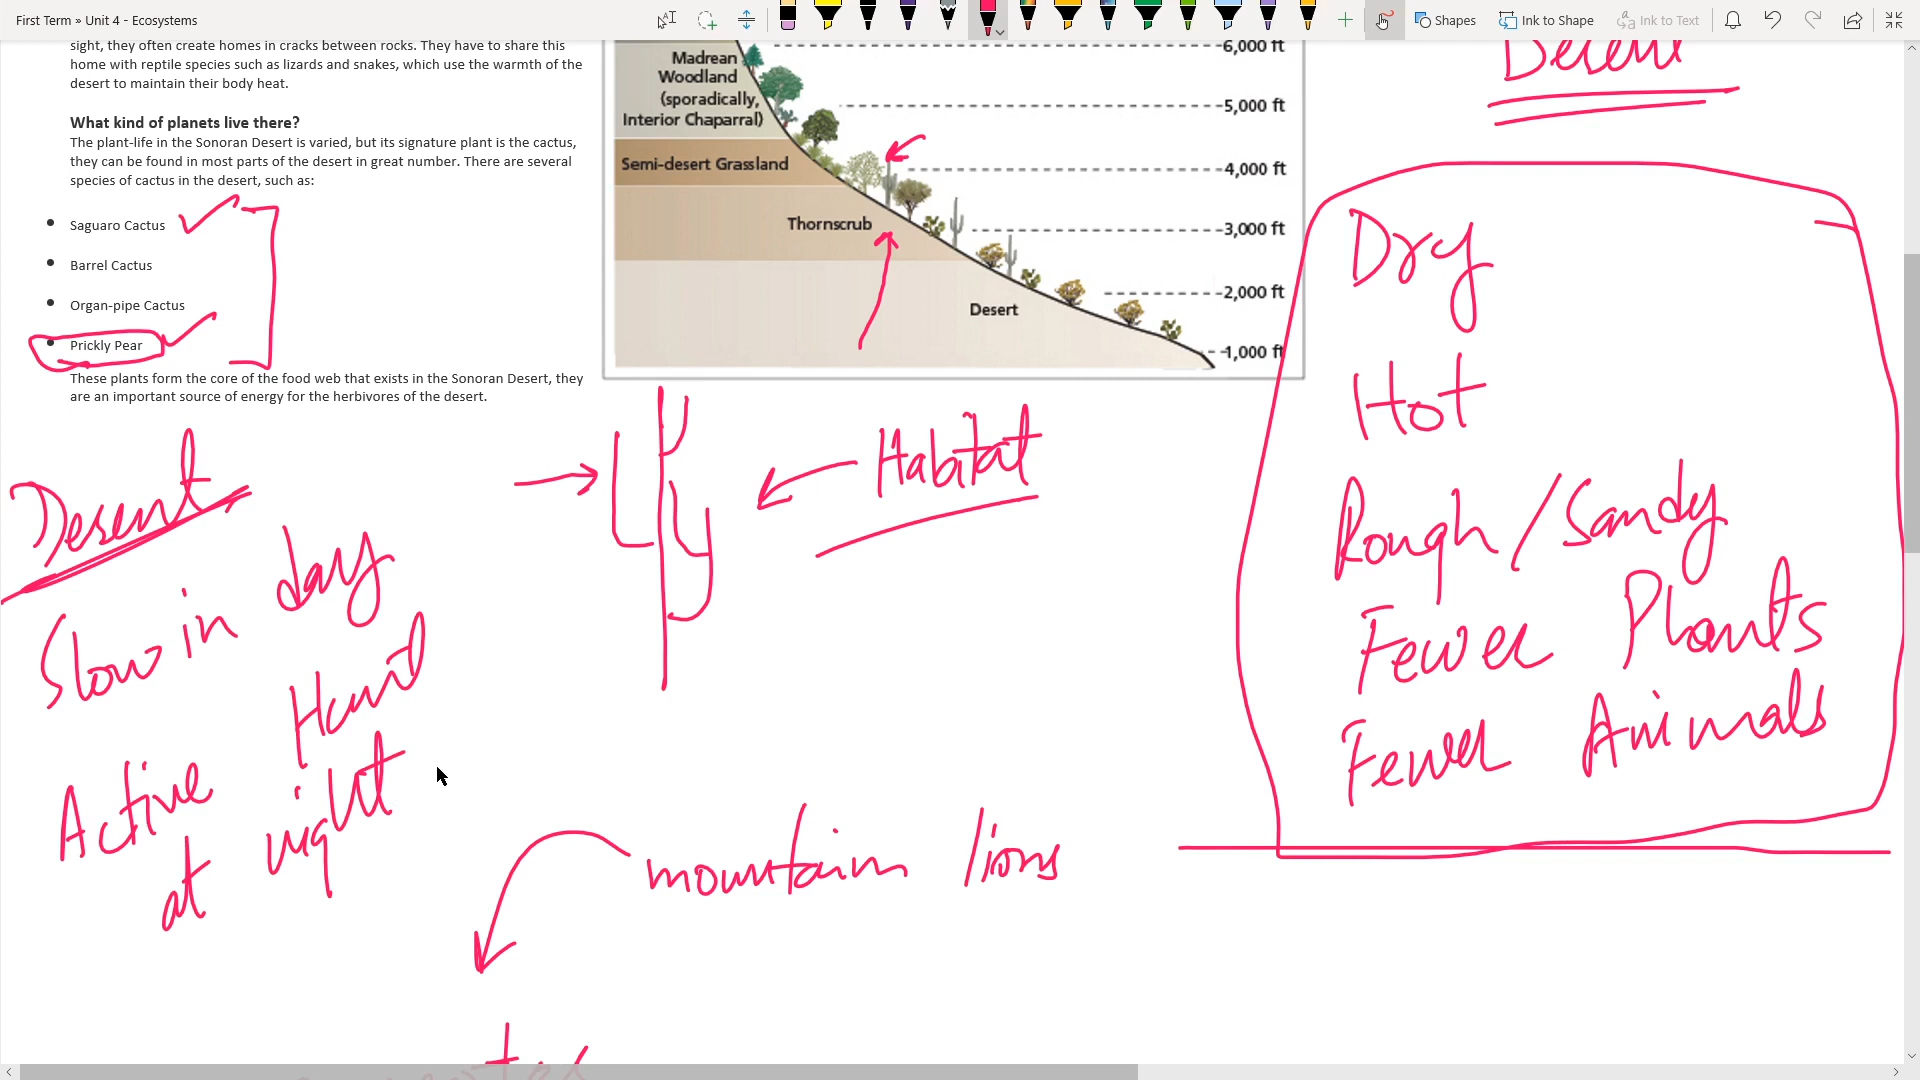 First Term » Unit 4 - Ecosystems
Shapes
Ink to Shape
Ink to Text
sight, they often create homes in cracks between rocks. They have to share this
home with reptile species such as lizards and snakes, which use the warmth of the
desert to maintain their body heat.
What kind of planets live there?
The plant-life in the Sonoran Desert is varied, but its signature plant is the cactus,
they can be found in most parts of the desert in great number. There are several
species of cactus in the desert, such as:
Saguaro Cactus
Barrel Cactus
Organ-pipe Cactus
Prickly Pear
These plants form the core of the food web that exists in the Sonoran Desert, they
are an important source of energy for the herbivores of the desert.
Madrean
Woodland
(sporadically,
Interior Chaparral)
Semi-desert Grassland
Thornscrub
Desert
6,000 ft
5,000 ft
4,000 ft
3,000 ft
2,000 ft
1,000 ft
Desert
Dry
Hot
Rough/Sandy
Fewer Plants
Fewer Animals
Habitat
Desert
Slow in day
Hunt
Active
at night
mountain lions